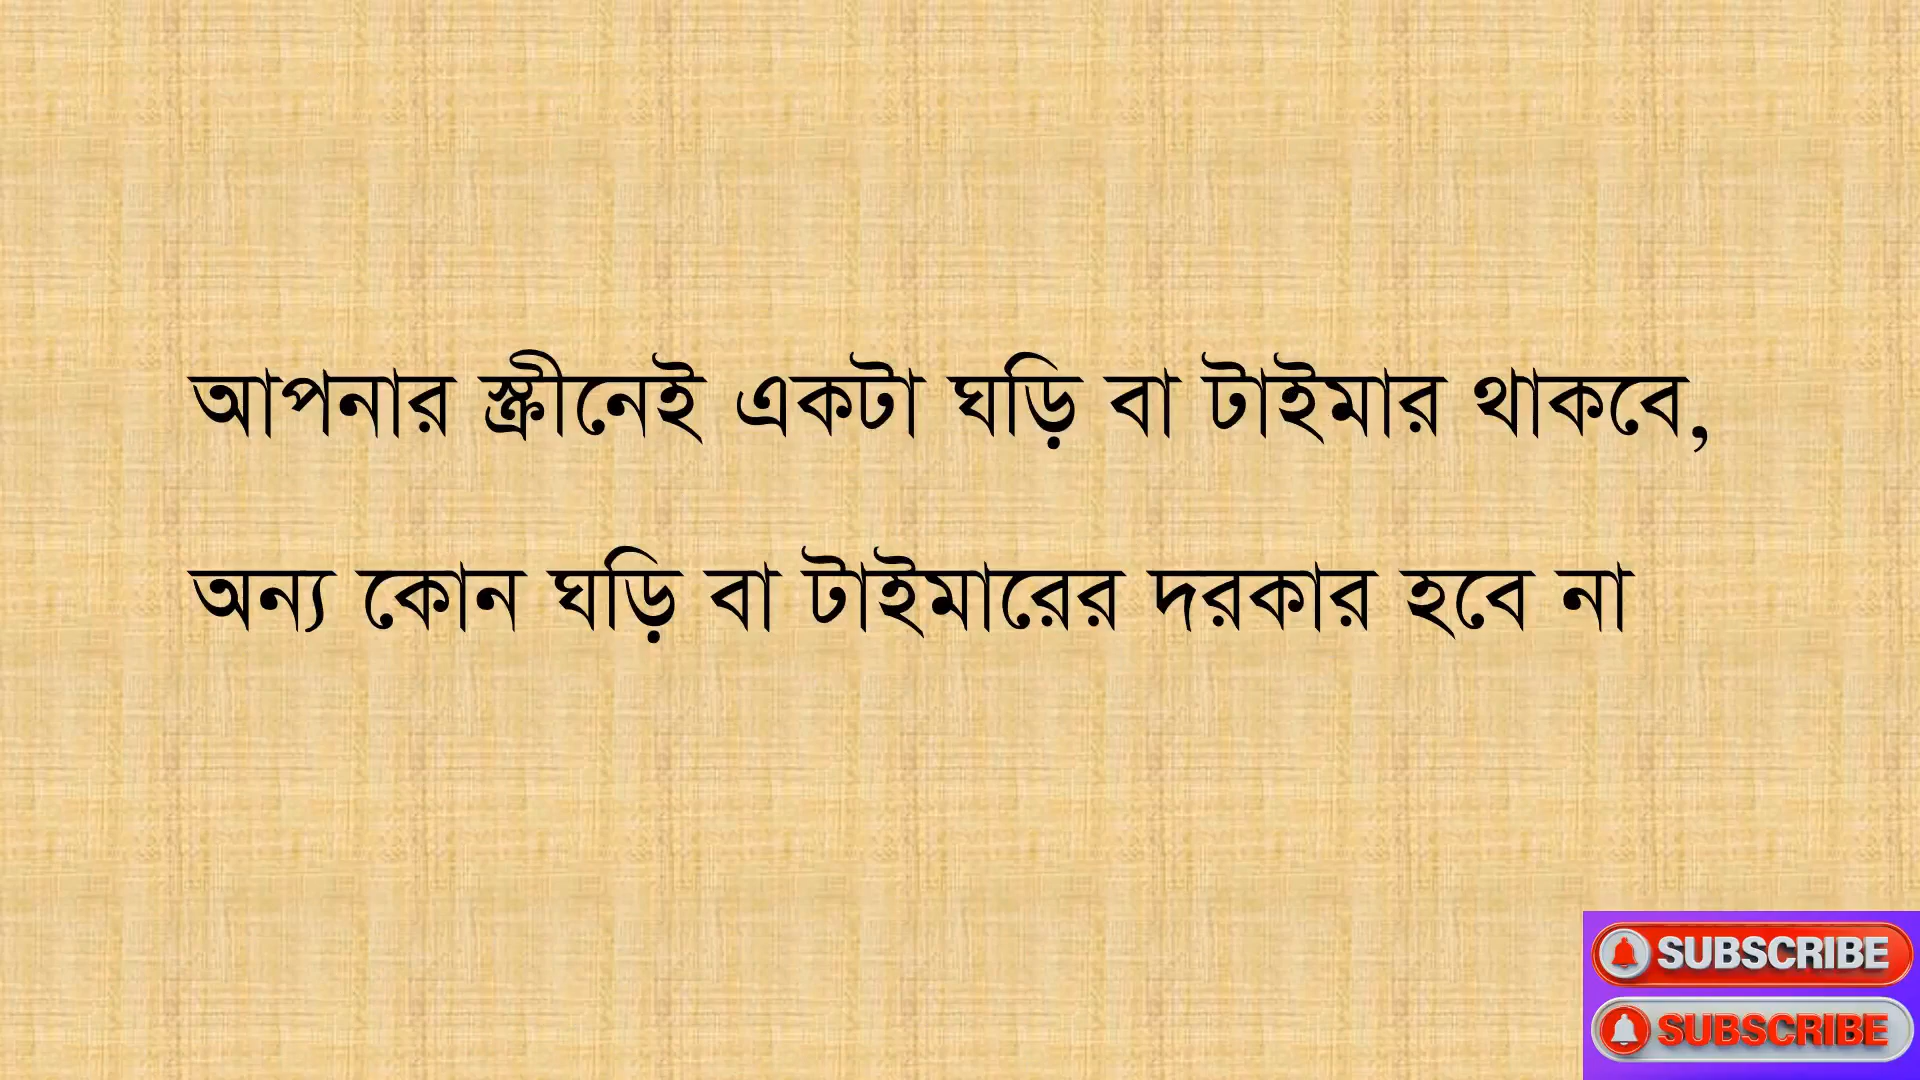 আপনার স্ক্রীনেই একটা ঘড়ি বা টাইমার থাকবে,
অন্য কোন ঘড়ি বা টাইমারের দরকার হবে না
SUBSCRIBE
SUBSCRIBE